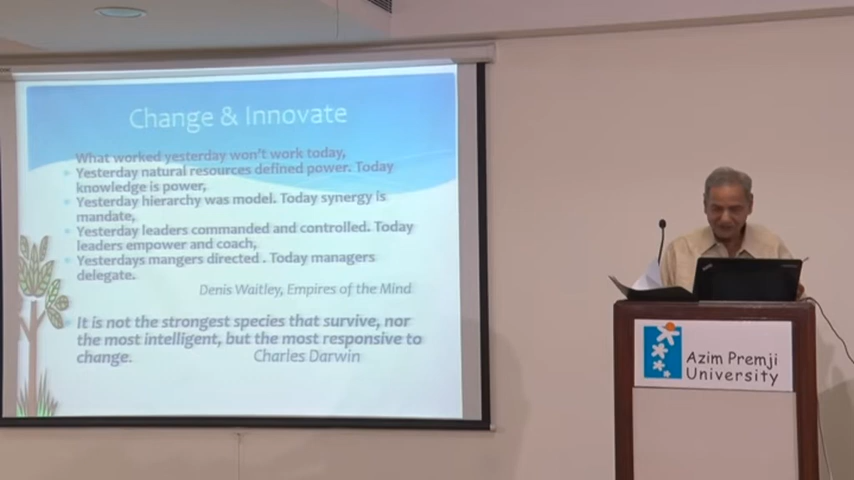 Change & Innovate
What worked yesterday won't work today,
Yesterday natural resources defined power. Today
knowledge is power,
Yesterday hierarchy was model. Today synergy is
mandate,
Yesterday leaders commanded and controlled. Today
leaders empower and coach,
Yesterdays mangers directed . Today managers
delegate.
Denis Waitley, Empires of the Mind
It is not the strongest species that survive, nor
the most intelligent, but the most responsive to
change. Charles Darwin
Azim Premji
University